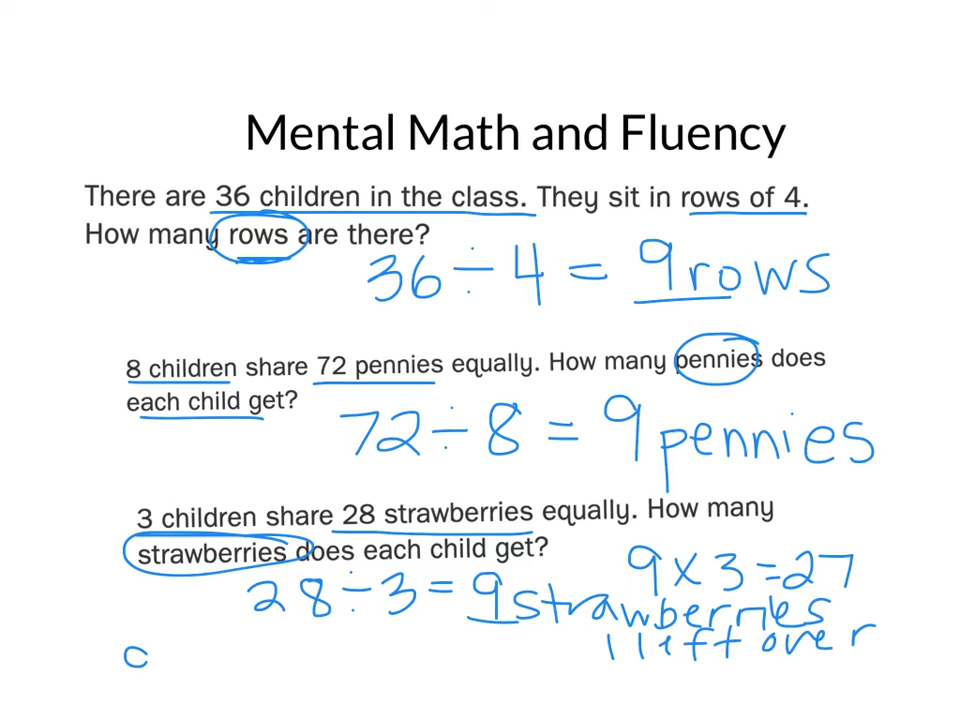 Mental Math and Fluency
There are 36 children in the class. They sit in rows of 4.
How many rows are there?
36 ÷ 4 = 9 rows
8 children share 72 pennies equally. How many pennies does
each child get?
72 ÷ 8 = 9 pennies
3 children share 28 strawberries equally. How many
strawberries does each child get?
9 x 3 = 27
28 ÷ 3 = 9 strawberries
1 left over